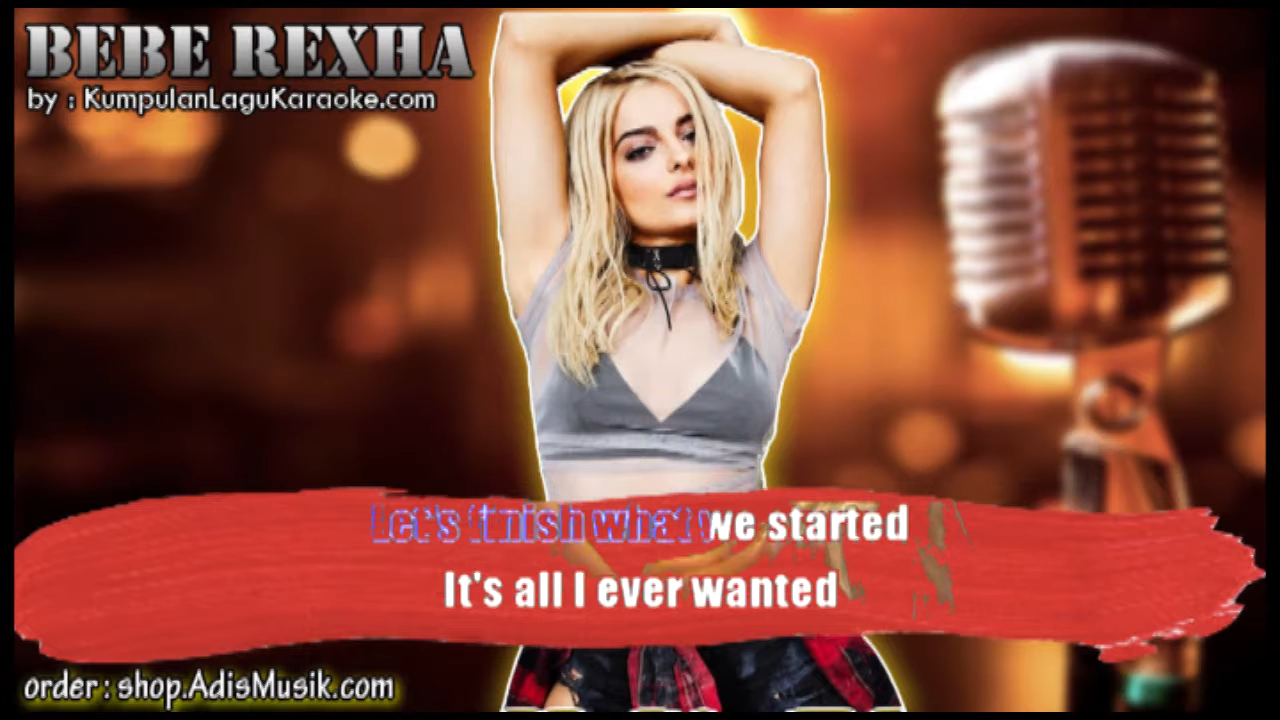 BEBE REXHA
by : KumpulanLaguKaraoke.com
Let's finish what we started
It's all I ever wanted
order : shop.AdisMusik.com